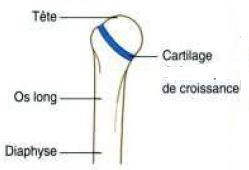 Tête
Cartilage
de croissance
Os long
Diaphyse